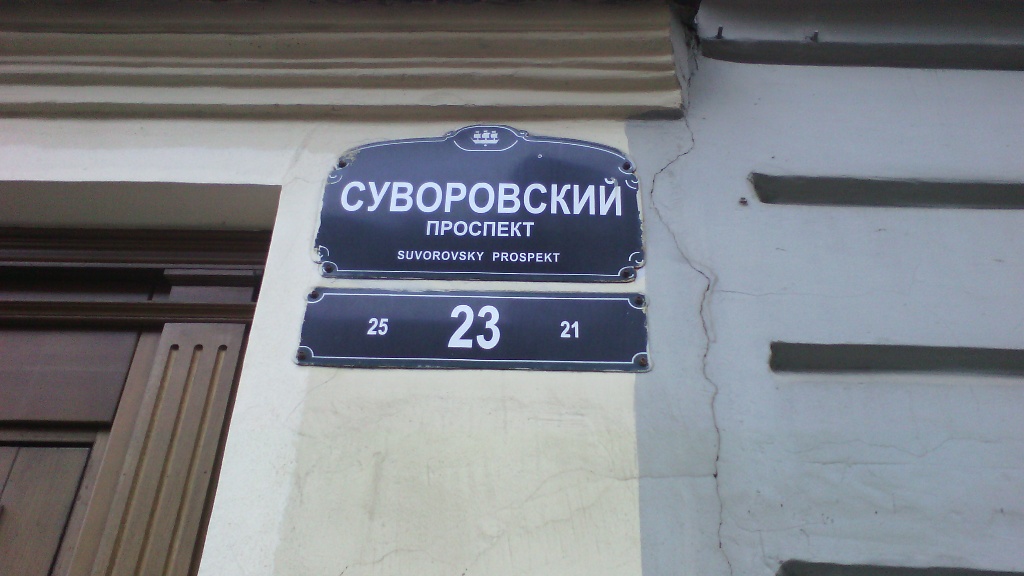 СУВОРОВСКИЙ
ПРОСПЕКТ
SUVOROVSKY PROSPEKT
25 23 21